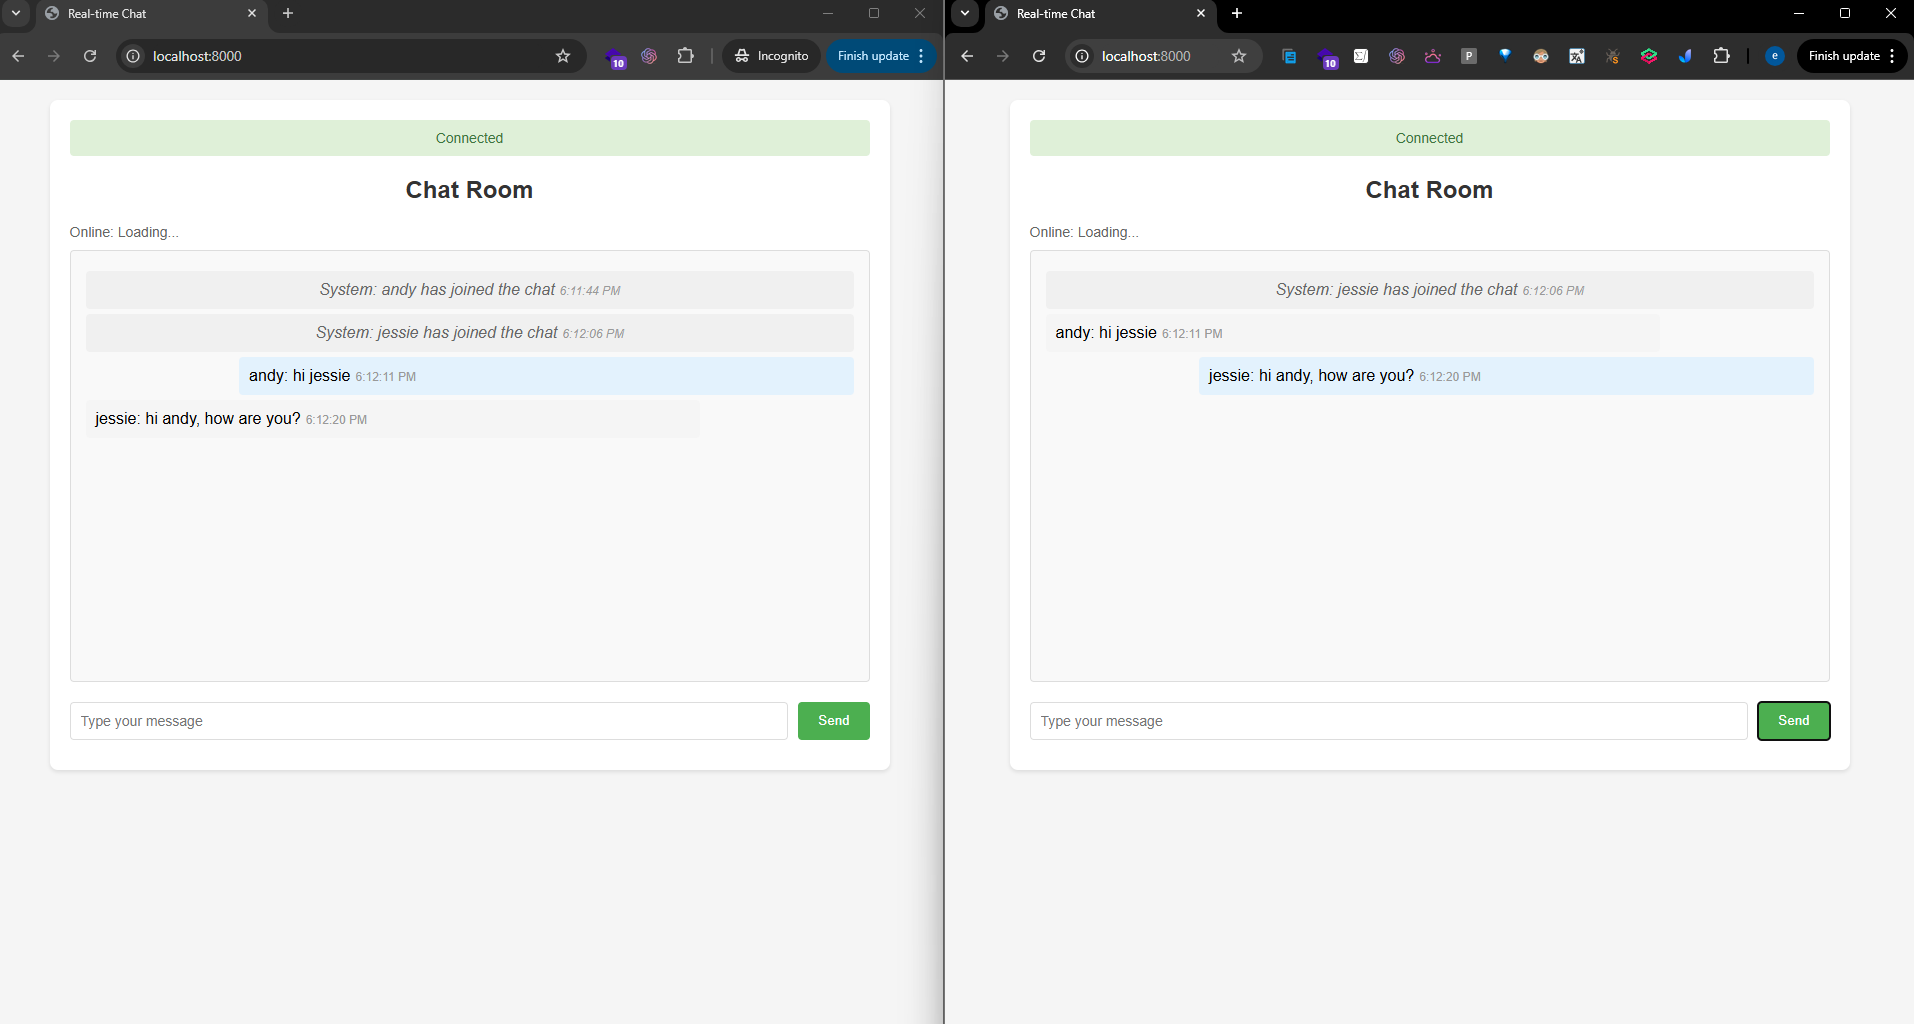 Real-time Chat
localhost:8000
10
Incognito
Finish update
Connected
Chat Room
Online: Loading...
System: andy has joined the chat 6:11:44 PM
System: jessie has joined the chat 6:12:06 PM
andy: hi jessie 6:12:11 PM
jessie: hi andy, how are you? 6:12:20 PM
Type your message
Send
Real-time Chat
localhost:8000
10
P
S
e
Finish update
Connected
Chat Room
Online: Loading...
System: jessie has joined the chat 6:12:06 PM
andy: hi jessie 6:12:11 PM
jessie: hi andy, how are you? 6:12:20 PM
Type your message
Send